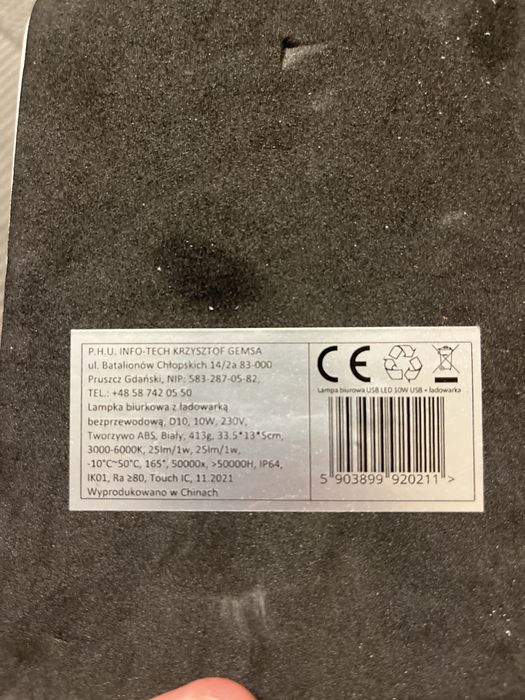 P.H.U. INFO-TECH KRZYSZTOF GEMSA
ul. Batalionów Chłopskich 14/2a 83-000
Pruszcz Gdański, NIP: 583-287-05-82,
TEL.: +48 58 742 05 50
Lampka biurkowa z ładowarką
bezprzewodową, D10, 10W, 230V,
Tworzywo ABS, Biały, 413g, 33.5*13*5cm,
3000-6000K, 25lm/1w, 25lm/1w,
-10°C~50°C, 165°, 50000x, >50000H, IP64,
IK01, Ra ≥80, Touch IC, 11.2021
Wyprodukowano w Chinach
CE
Lampa biurowa USB LED 10W USB + ładowarka
5 903899 920211 >